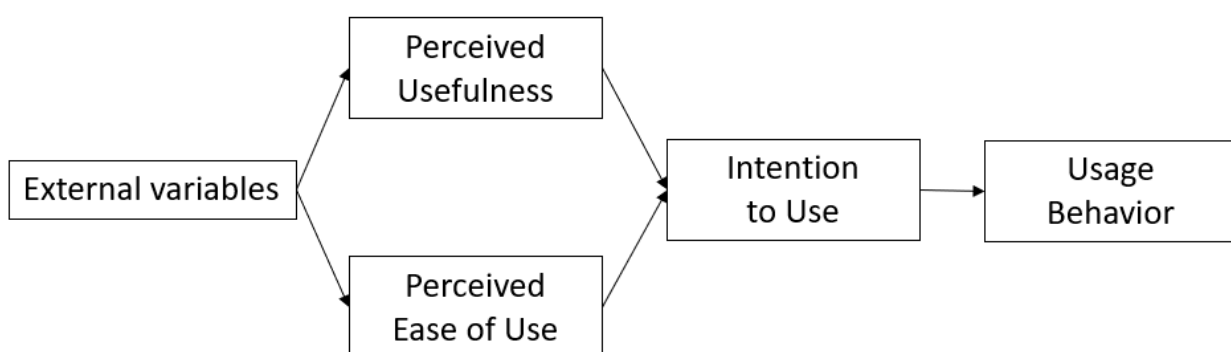 External variables
Perceived
Usefulness
Perceived
Ease of Use
Intention
to Use
Usage
Behavior